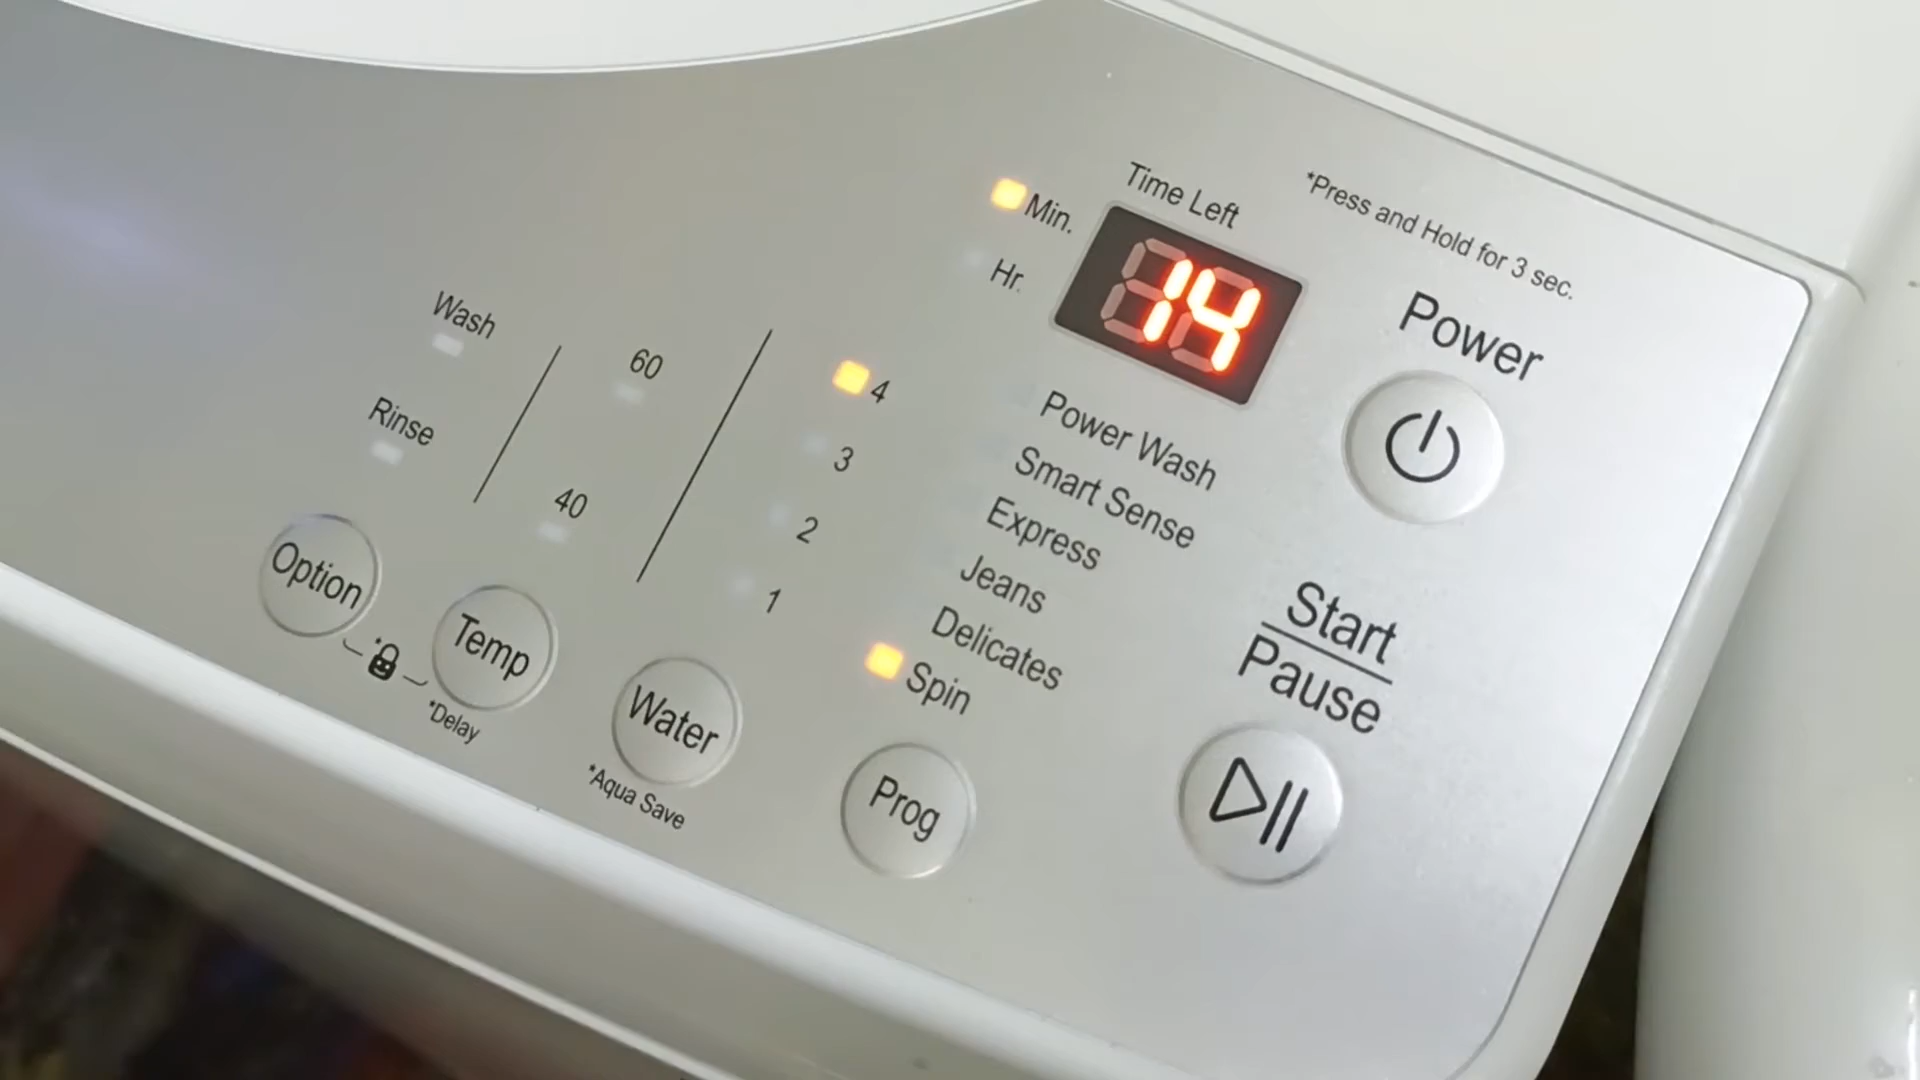 Time Left
*Press and Hold for 3 sec.
Min.
Hr.
14
Power
Wash
Rinse
60
40
4
3
2
1
Power Wash
Smart Sense
Express
Jeans
Delicates
Spin
Start
Pause
Option
Temp
*Delay
Water
*Aqua Save
Prog